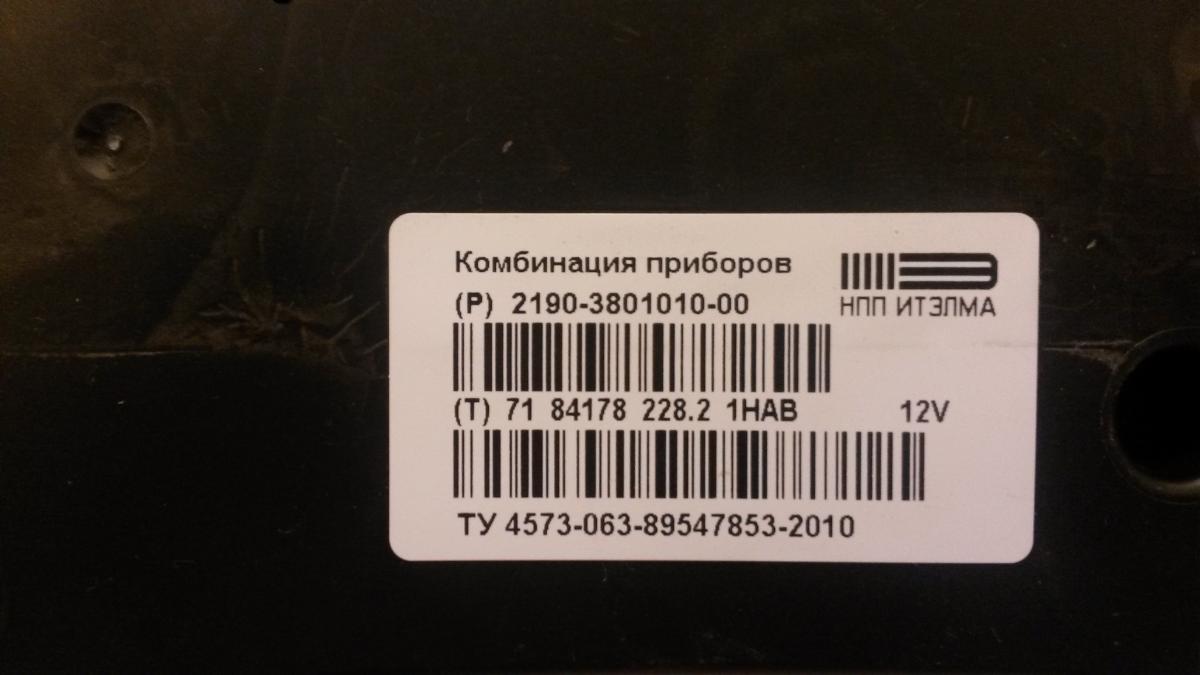 Комбинация приборов
(P) 2190-3801010-00
НПП ИТЭЛМА
(T) 71 84178 228.2 1HAB 12V
ТУ 4573-063-89547853-2010